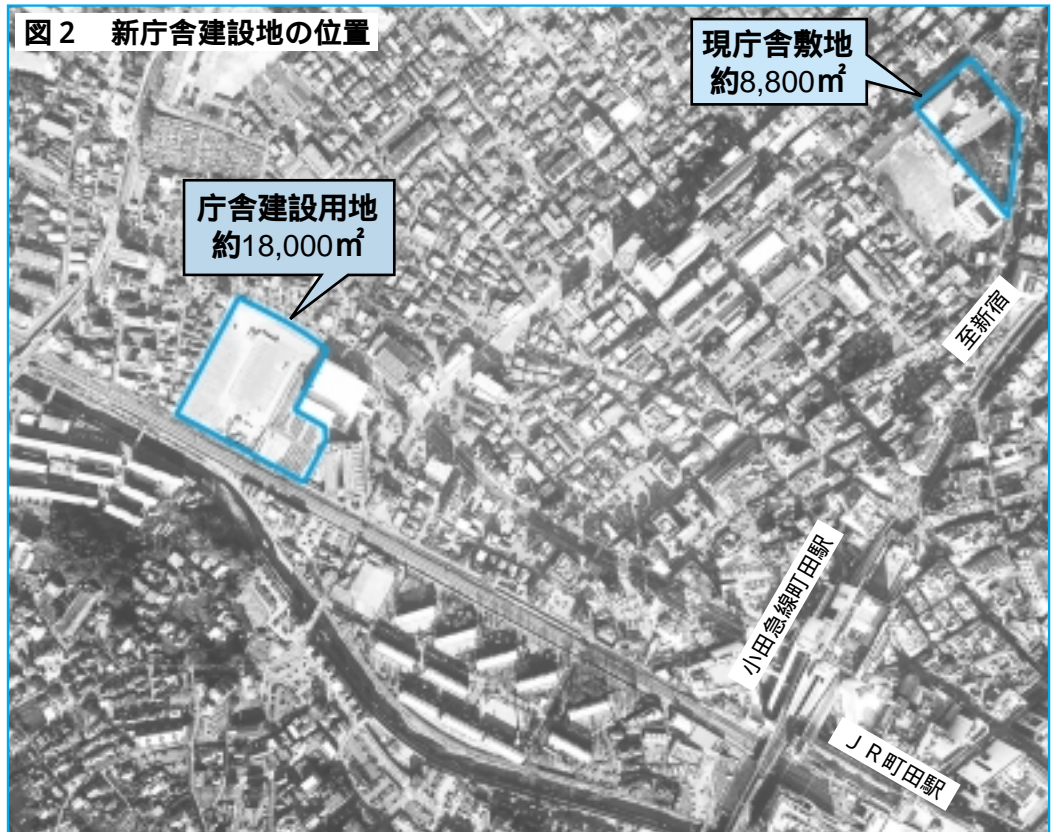 図2 新庁舎建設地の位置
現庁舎敷地
約8,800㎡
庁舎建設用地
約18,000㎡
至新宿
小田急線町田駅
JR町田駅